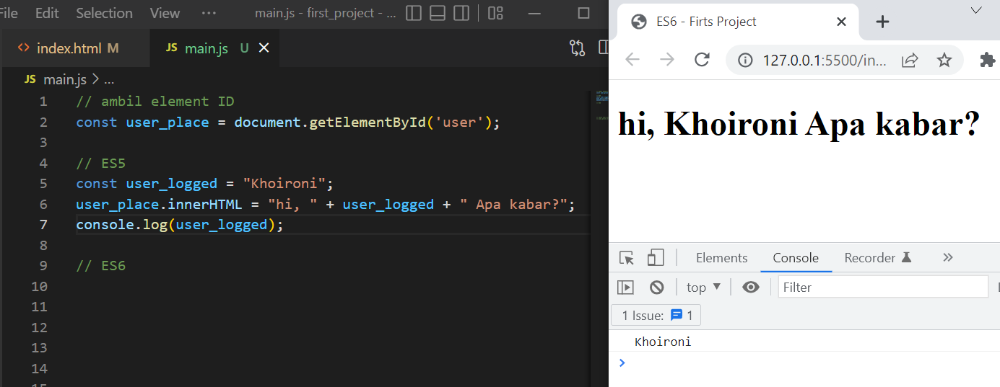 File Edit Selection View ··· main.js - first_project - ...
index.html M JS main.js U
JS main.js > ...
1 // ambil element ID
2 const user_place = document.getElementById('user');
3
4 // ES5
5 const user_logged = "Khoironi";
6 user_place.innerHTML = "hi, " + user_logged + " Apa kabar?";
7 console.log(user_logged);
8
9 // ES6
10
11
12
13
14
ES6 - Firts Project
127.0.0.1:5500/in...
hi, Khoironi Apa kabar?
Elements Console Recorder »
top ▼ Filter
1 Issue: 1
Khoironi
>